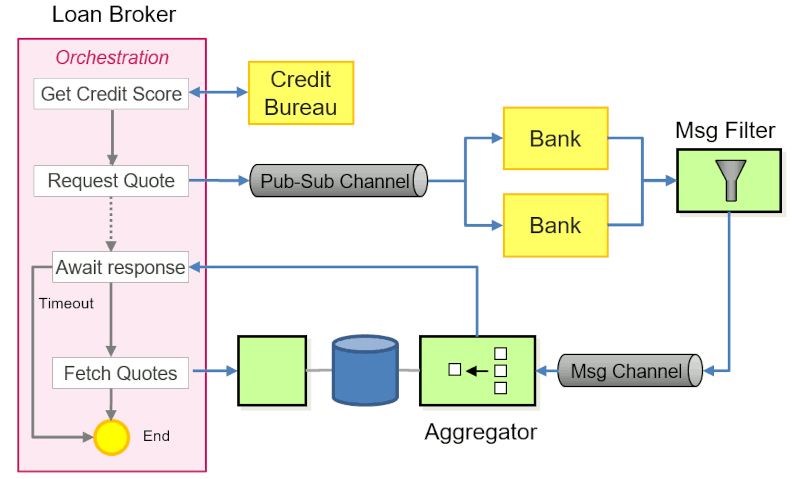 Loan Broker
Orchestration
Get Credit Score
Credit
Bureau
Request Quote
Pub-Sub Channel
Bank
Bank
Msg Filter
Await response
Timeout
Fetch Quotes
Msg Channel
Aggregator
End